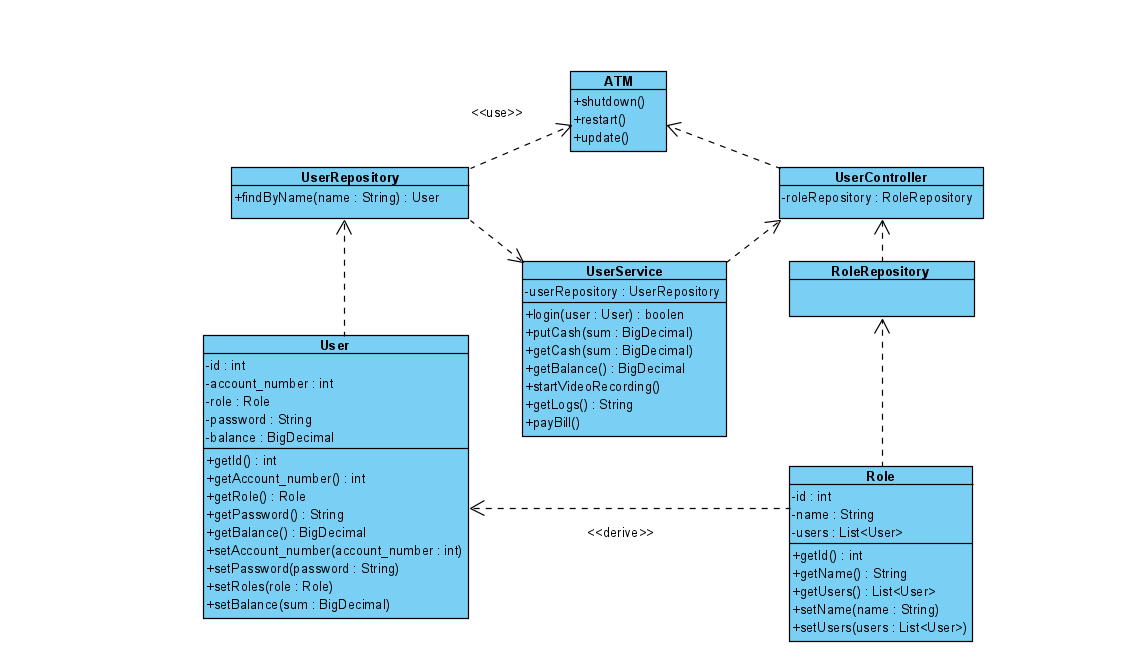 ATM
+shutdown()
+restart()
+update()
<<use>>
UserRepository
+findByName(name : String) : User
UserController
-roleRepository : RoleRepository
UserService
-userRepository : UserRepository
+login(user : User) : boolen
+putCash(sum : BigDecimal)
+getCash(sum : BigDecimal)
+getBalance() : BigDecimal
+startVideoRecording()
+getLogs() : String
+payBill()
RoleRepository
User
-id : int
-account_number : int
-role : Role
-password : String
-balance : BigDecimal
+getId() : int
+getAccount_number() : int
+getRole() : Role
+getPassword() : String
+getBalance() : BigDecimal
+setAccount_number(account_number : int)
+setPassword(password : String)
+setRoles(role : Role)
+setBalance(sum : BigDecimal)
<<derive>>
Role
-id : int
-name : String
-users : List<User>
+getId() : int
+getName() : String
+getUsers() : List<User>
+setName(name : String)
+setUsers(users : List<User>)